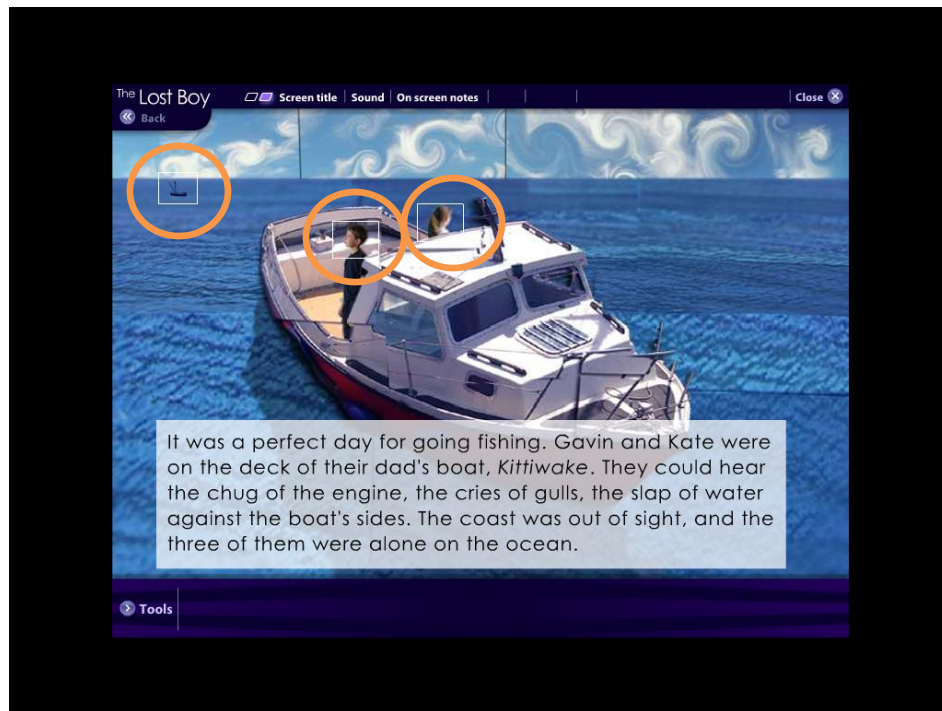 The Lost Boy
Screen title Sound On screen notes
Close
Back
It was a perfect day for going fishing. Gavin and Kate were
on the deck of their dad's boat, Kittiwake. They could hear
the chug of the engine, the cries of gulls, the slap of water
against the boat's sides. The coast was out of sight, and the
three of them were alone on the ocean.
Tools